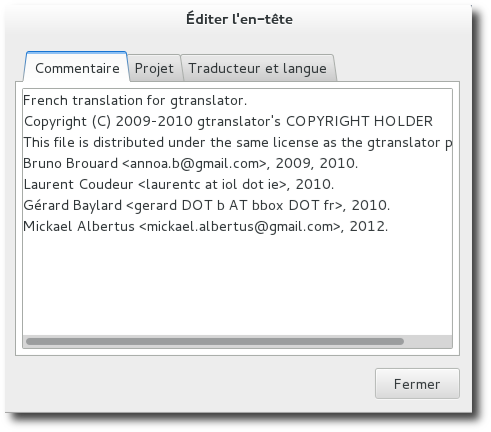 Éditer l'en-tête
Commentaire Projet Traducteur et langue
French translation for gtranslator.
Copyright (C) 2009-2010 gtranslator's COPYRIGHT HOLDER
This file is distributed under the same license as the gtranslator p
Bruno Brouard <annoa.b@gmail.com>, 2009, 2010.
Laurent Coudeur <laurentc at iol dot ie>, 2010.
Gérard Baylard <gerard DOT b AT bbox DOT fr>, 2010.
Mickael Albertus <mickael.albertus@gmail.com>, 2012.
Fermer